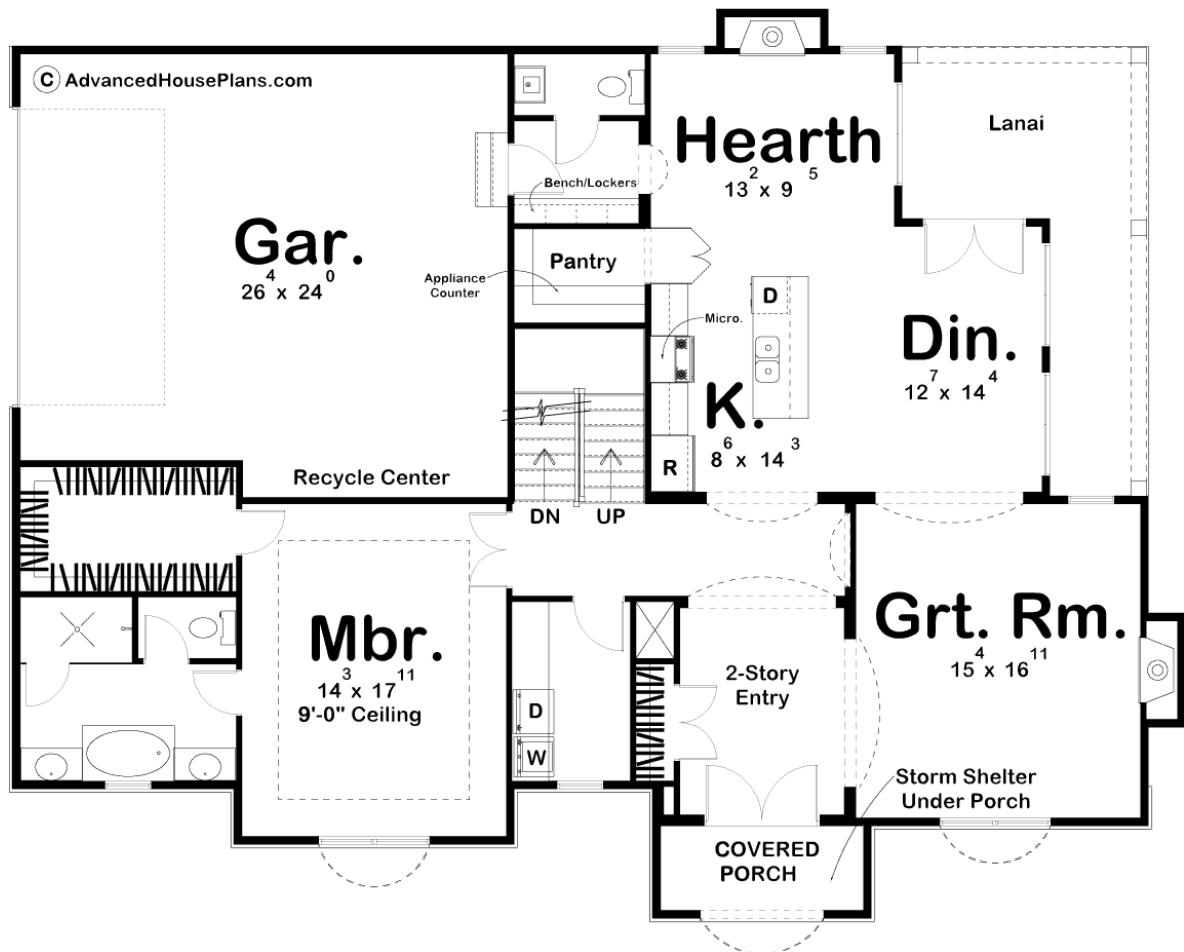 © AdvancedHousePlans.com
Hearth
13² x 9⁵
Lanai
Bench/Lockers
Gar.
26⁴ x 24⁰
Pantry
Appliance
Counter
D
Micro.
Din.
12⁷ x 14⁴
K.
8⁶ x 14³
R
Recycle Center
DN
UP
Mbr.
14³ x 17¹¹
9'-0" Ceiling
Grt. Rm.
15⁴ x 16¹¹
2-Story
Entry
D
W
Storm Shelter
Under Porch
COVERED
PORCH